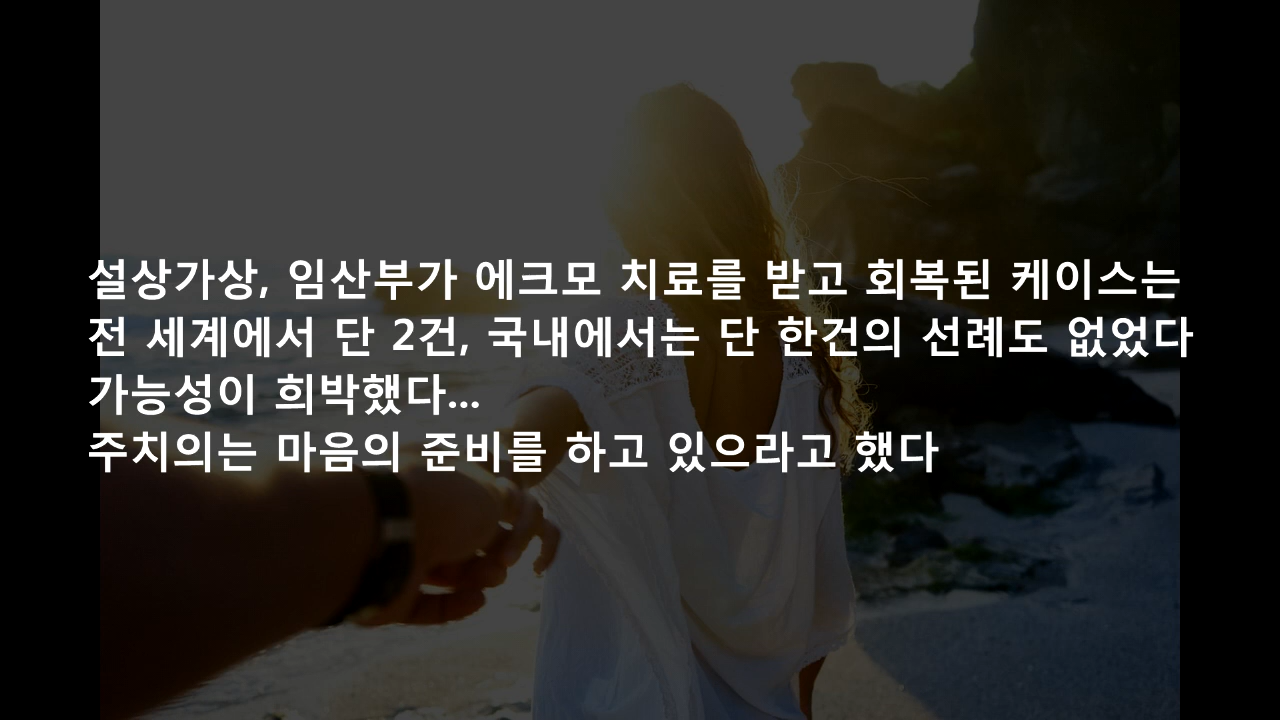 설상가상, 임산부가 에크모 치료를 받고 회복된 케이스는
전 세계에서 단 2건, 국내에서는 단 한건의 선례도 없었다
가능성이 희박했다...
주치의는 마음의 준비를 하고 있으라고 했다